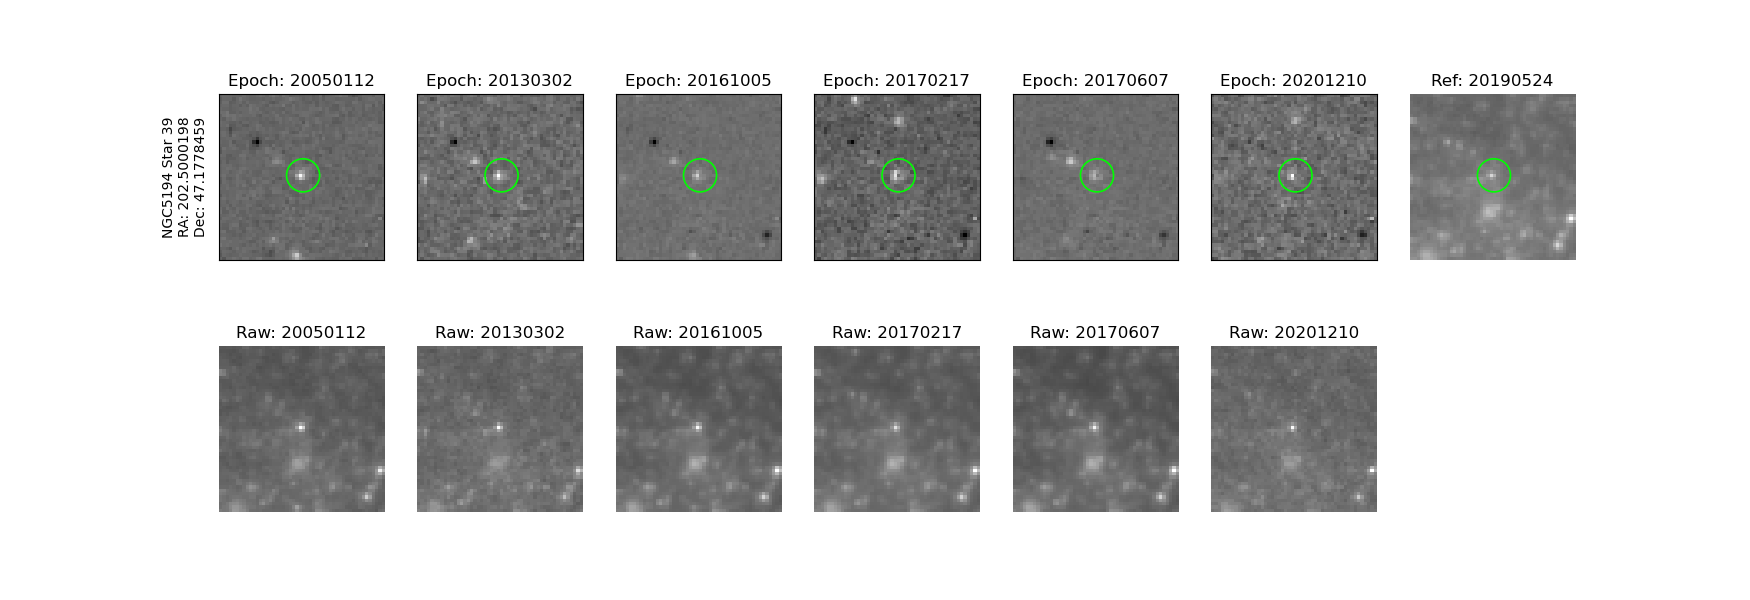 NGC5194 Star 39
RA: 202.5000198
Dec: 47.1778459
Epoch: 20050112
Epoch: 20130302
Epoch: 20161005
Epoch: 20170217
Epoch: 20170607
Epoch: 20201210
Ref: 20190524
Raw: 20050112
Raw: 20130302
Raw: 20161005
Raw: 20170217
Raw: 20170607
Raw: 20201210